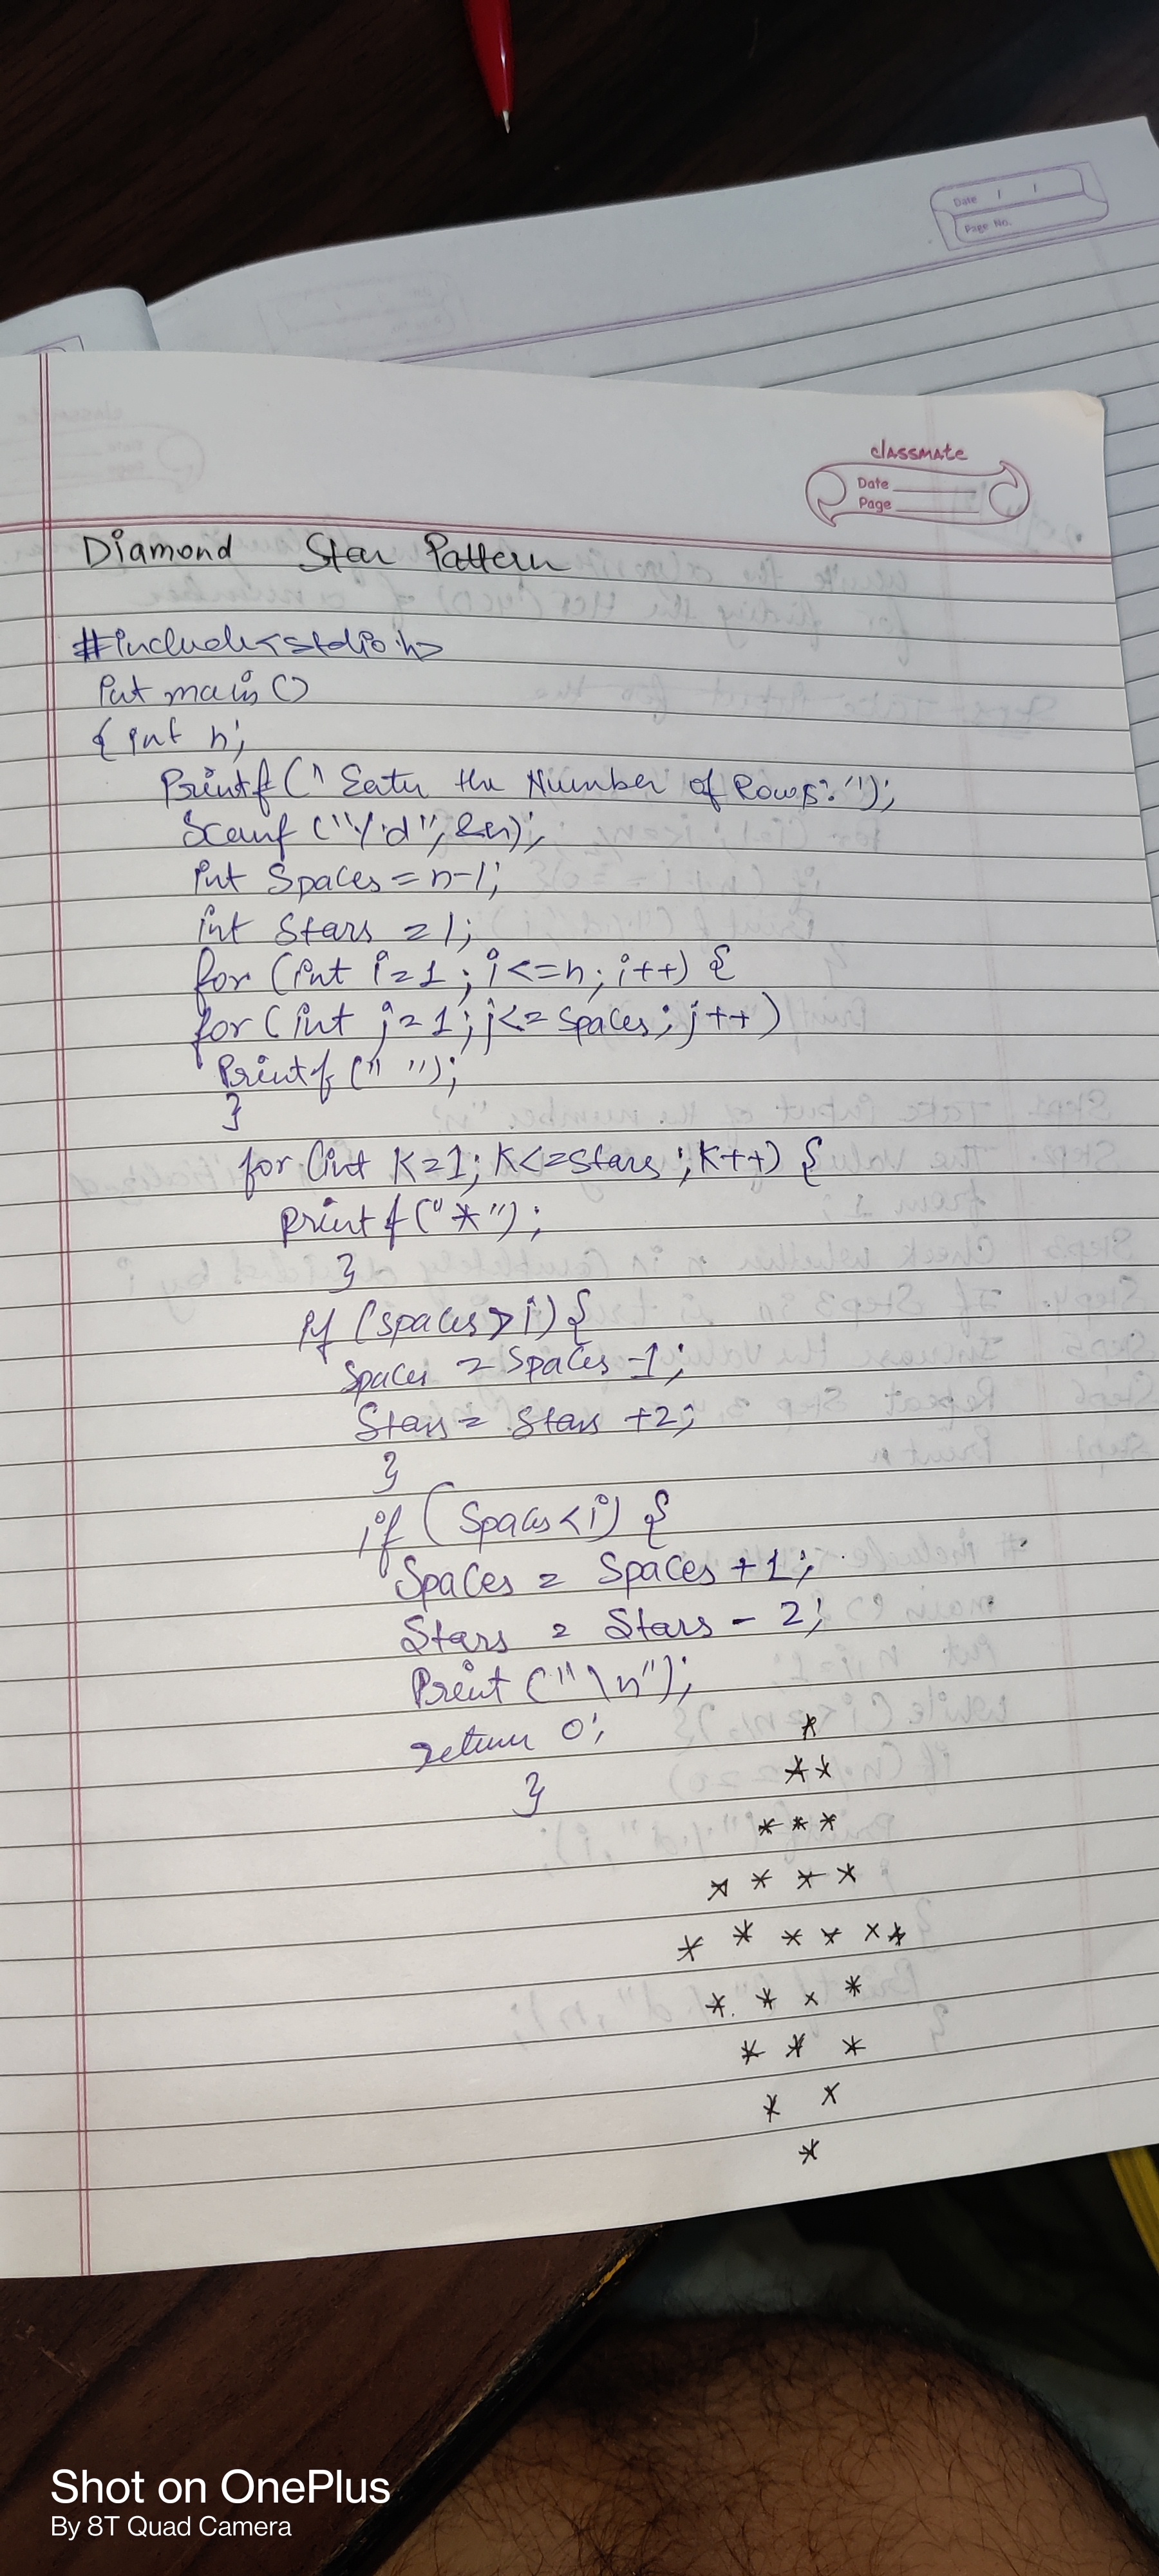 Date / /
Page No.
classmate
Date
Page
Diamond Star Pattern
#include<stdio.h>
int main()
{ int n;
Printf(" Enter the Number of Rows: ");
Scanf ("%d", &n);
int Spaces = n-1;
int Stars = 1;
for (int i=1; i<=n; i++) {
for (int j=1; j<=Spaces; j++)
Printf (" ");
}
for (int K=1; K<=Stars; K++) {
printf ("*");
}
if (spaces > i) {
Spaces = Spaces -1;
Stars = Stars +2;
}
if (Spaces < i) {
Spaces = Spaces + 1;
Stars = Stars - 2;
Print ("\n");
return 0;
}
*
* *
* * *
* * * *
* * * * * *
* * * *
* * *
* *
*
Shot on OnePlus
By 8T Quad Camera